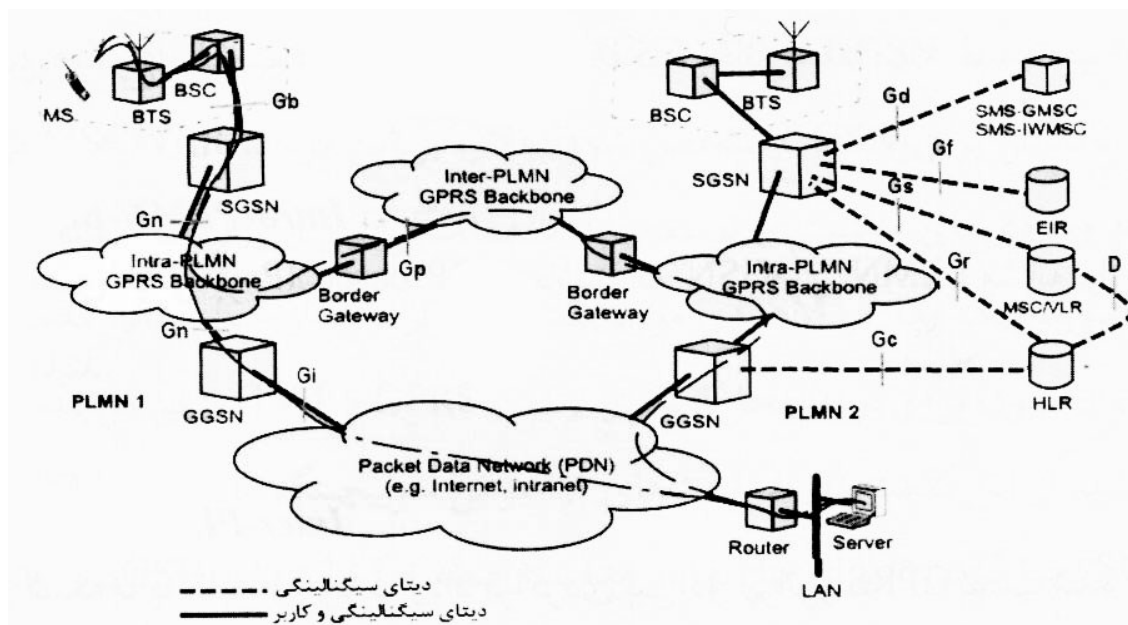 MS
BTS
BSC
Gb
SGSN
Gn
Intra-PLMN
GPRS Backbone
Gn
GGSN
PLMN 1
Gi
Border
Gateway
Gp
Inter-PLMN
GPRS Backbone
Border
Gateway
BSC
BTS
SGSN
Gd
SMS-GMSC
SMS-IWMSC
Gf
EIR
Gs
MSC/VLR
Gr
D
HLR
Intra-PLMN
GPRS Backbone
Gc
GGSN
PLMN 2
Packet Data Network (PDN)
(e.g. Internet, intranet)
Router
Server
LAN
دیتای سیگنالینگی
دیتای سیگنالینگی و کاربر